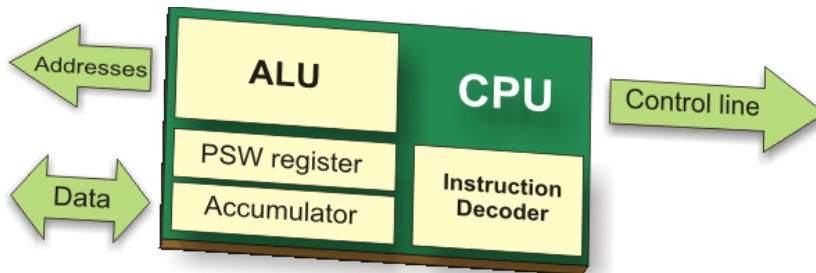 Addresses
ALU
CPU
Control line
PSW register
Data
Accumulator
Instruction
Decoder